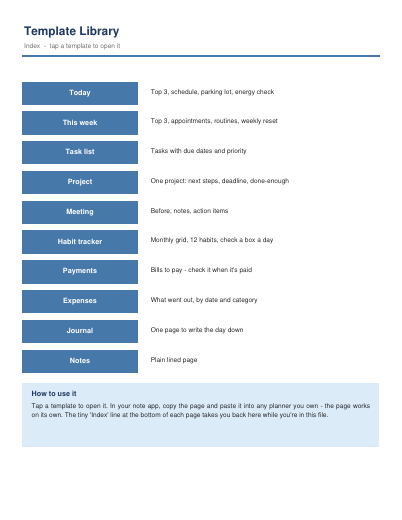 Template Library
Index - tap a template to open it
Today
Top 3, schedule, parking lot, energy check
This week
Top 3, appointments, routines, weekly reset
Task list
Tasks with due dates and priority
Project
One project: next steps, deadline, done-enough
Meeting
Before, notes, action items
Habit tracker
Monthly grid, 12 habits, check a box a day
Payments
Bills to pay - check it when it's paid
Expenses
What went out, by date and category
Journal
One page to write the day down
Notes
Plain lined page
How to use it
Tap a template to open it. In your note app, copy the page and paste it into any planner you own - the page works
on its own. The tiny 'Index' line at the bottom of each page takes you back here while you're in this file.